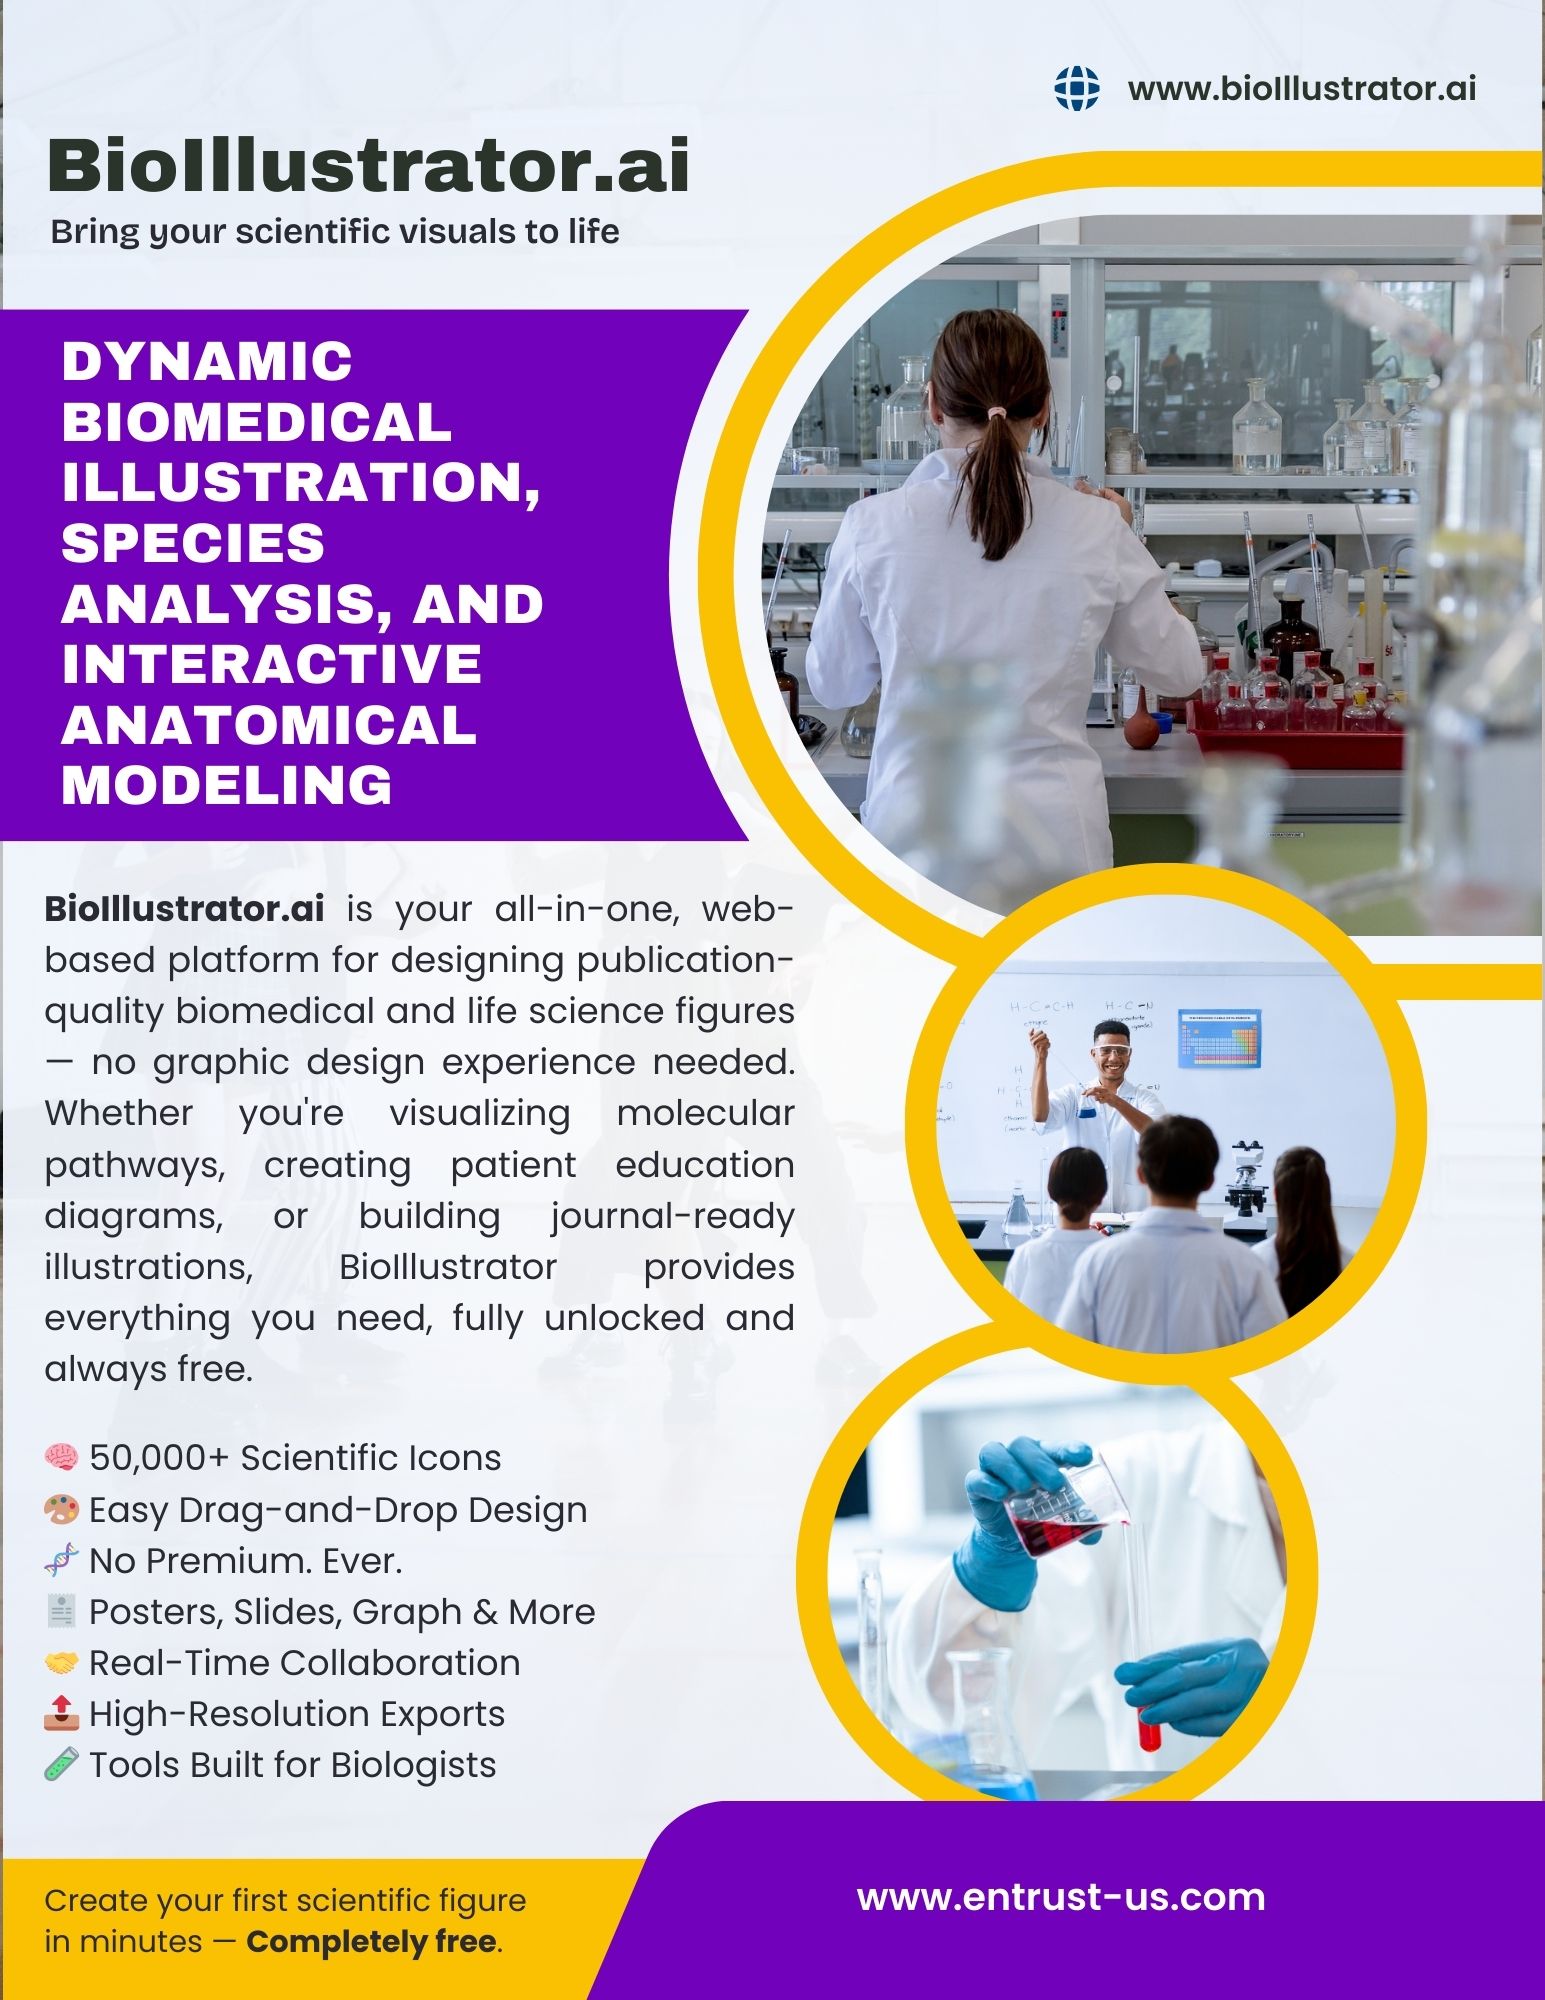 www.bioIllustrator.ai
BioIllustrator.ai
Bring your scientific visuals to life
DYNAMIC
BIOMEDICAL
ILLUSTRATION,
SPECIES
ANALYSIS, AND
INTERACTIVE
ANATOMICAL
MODELING
BioIllustrator.ai is your all-in-one, web-
based platform for designing publication-
quality biomedical and life science figures
— no graphic design experience needed.
Whether you're visualizing molecular
pathways, creating patient education
diagrams, or building journal-ready
illustrations, BioIllustrator provides
everything you need, fully unlocked and
always free.
50,000+ Scientific Icons
Easy Drag-and-Drop Design
No Premium. Ever.
Posters, Slides, Graph & More
Real-Time Collaboration
High-Resolution Exports
Tools Built for Biologists
Create your first scientific figure
in minutes — Completely free.
www.entrust-us.com